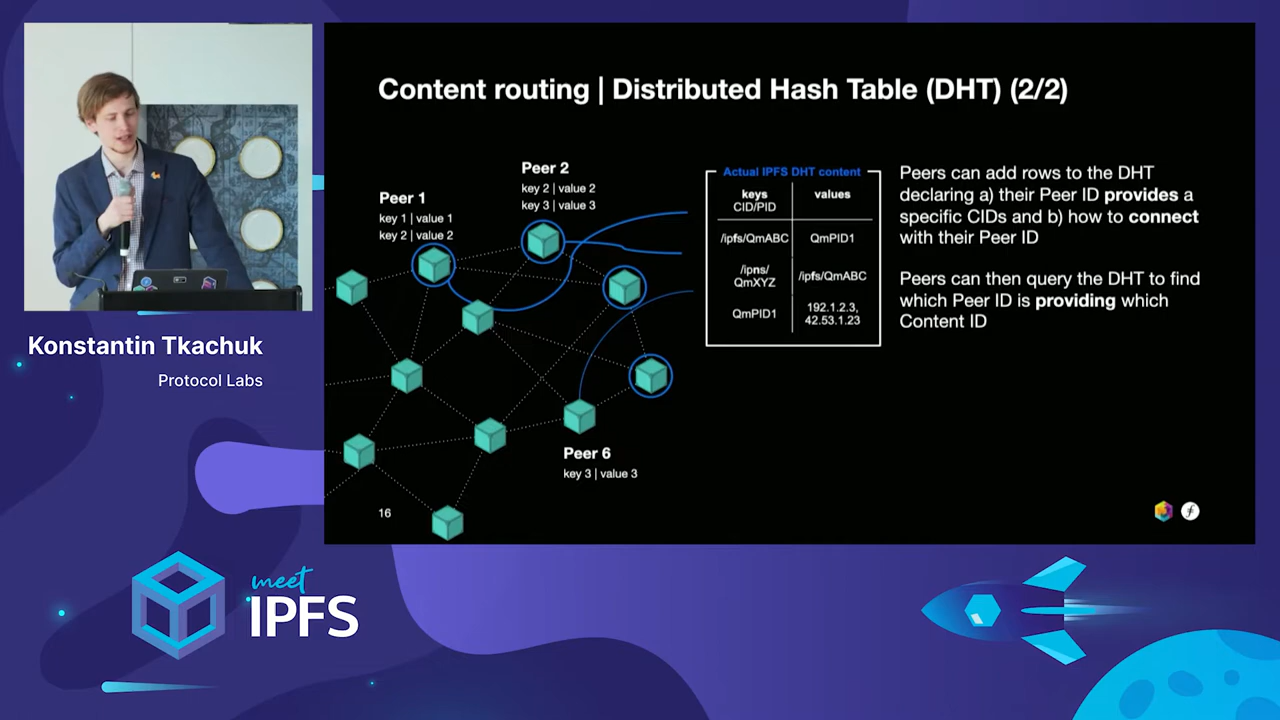 Content routing | Distributed Hash Table (DHT) (2/2)
Peer 1
key 1 | value 1
key 2 | value 2
Peer 2
key 2 | value 2
key 3 | value 3
Peer 6
key 3 | value 3
Actual IPFS DHT content
keys
CID/PID
values
/ipfs/QmABC
QmPID1
/ipns/
QmXYZ
/ipfs/QmABC
QmPID1
192.1.2.3,
42.53.1.23
Peers can add rows to the DHT
declaring a) their Peer ID provides a
specific CIDs and b) how to connect
with their Peer ID
Peers can then query the DHT to find
which Peer ID is providing which
Content ID
16
Konstantin Tkachuk
Protocol Labs
meet
IPFS